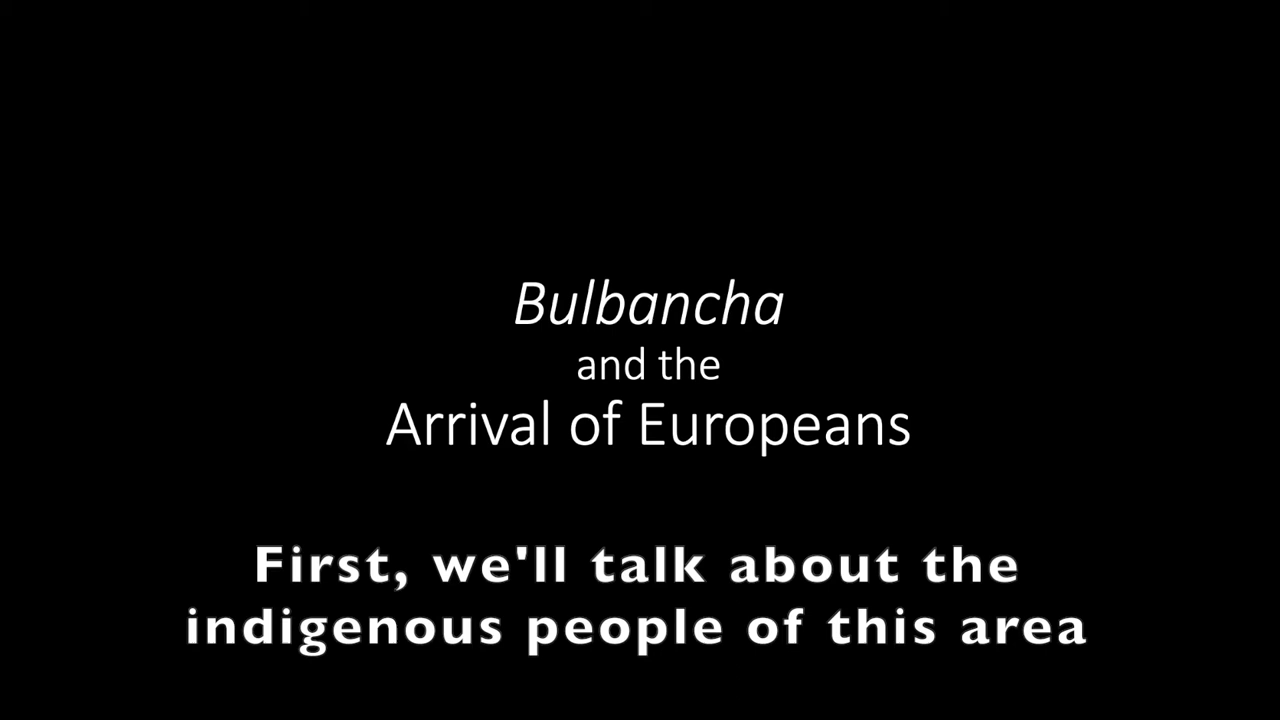 Bulbancha
and the
Arrival of Europeans
First, we'll talk about the
indigenous people of this area